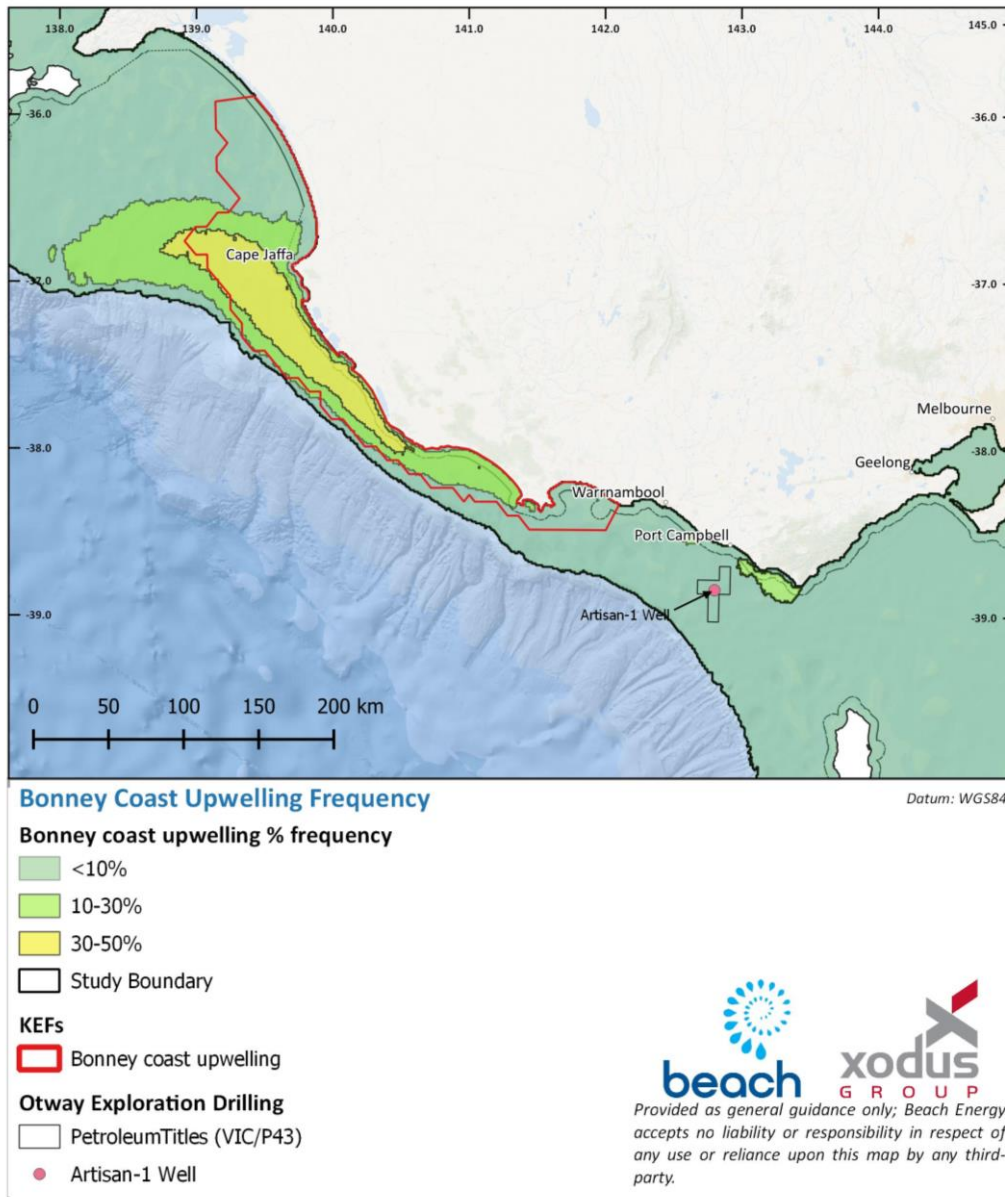 138.0 139.0 140.0 141.0 142.0 143.0 144.0 145.0
-36.0 -36.0
Cape Jaffa
-37.0 -37.0
Melbourne
-38.0 -38.0
Geelong
Warrnambool
Port Campbell
-39.0 Artisan-1 Well -39.0
0 50 100 150 200 km
Bonney Coast Upwelling Frequency
Datum: WGS84
Bonney coast upwelling % frequency
<10%
10-30%
30-50%
Study Boundary
KEFs
Bonney coast upwelling
Otway Exploration Drilling
PetroleumTitles (VIC/P43)
Artisan-1 Well
beach
xodus
GROUP
Provided as general guidance only; Beach Energy
accepts no liability or responsibility in respect of
any use or reliance upon this map by any third-
party.